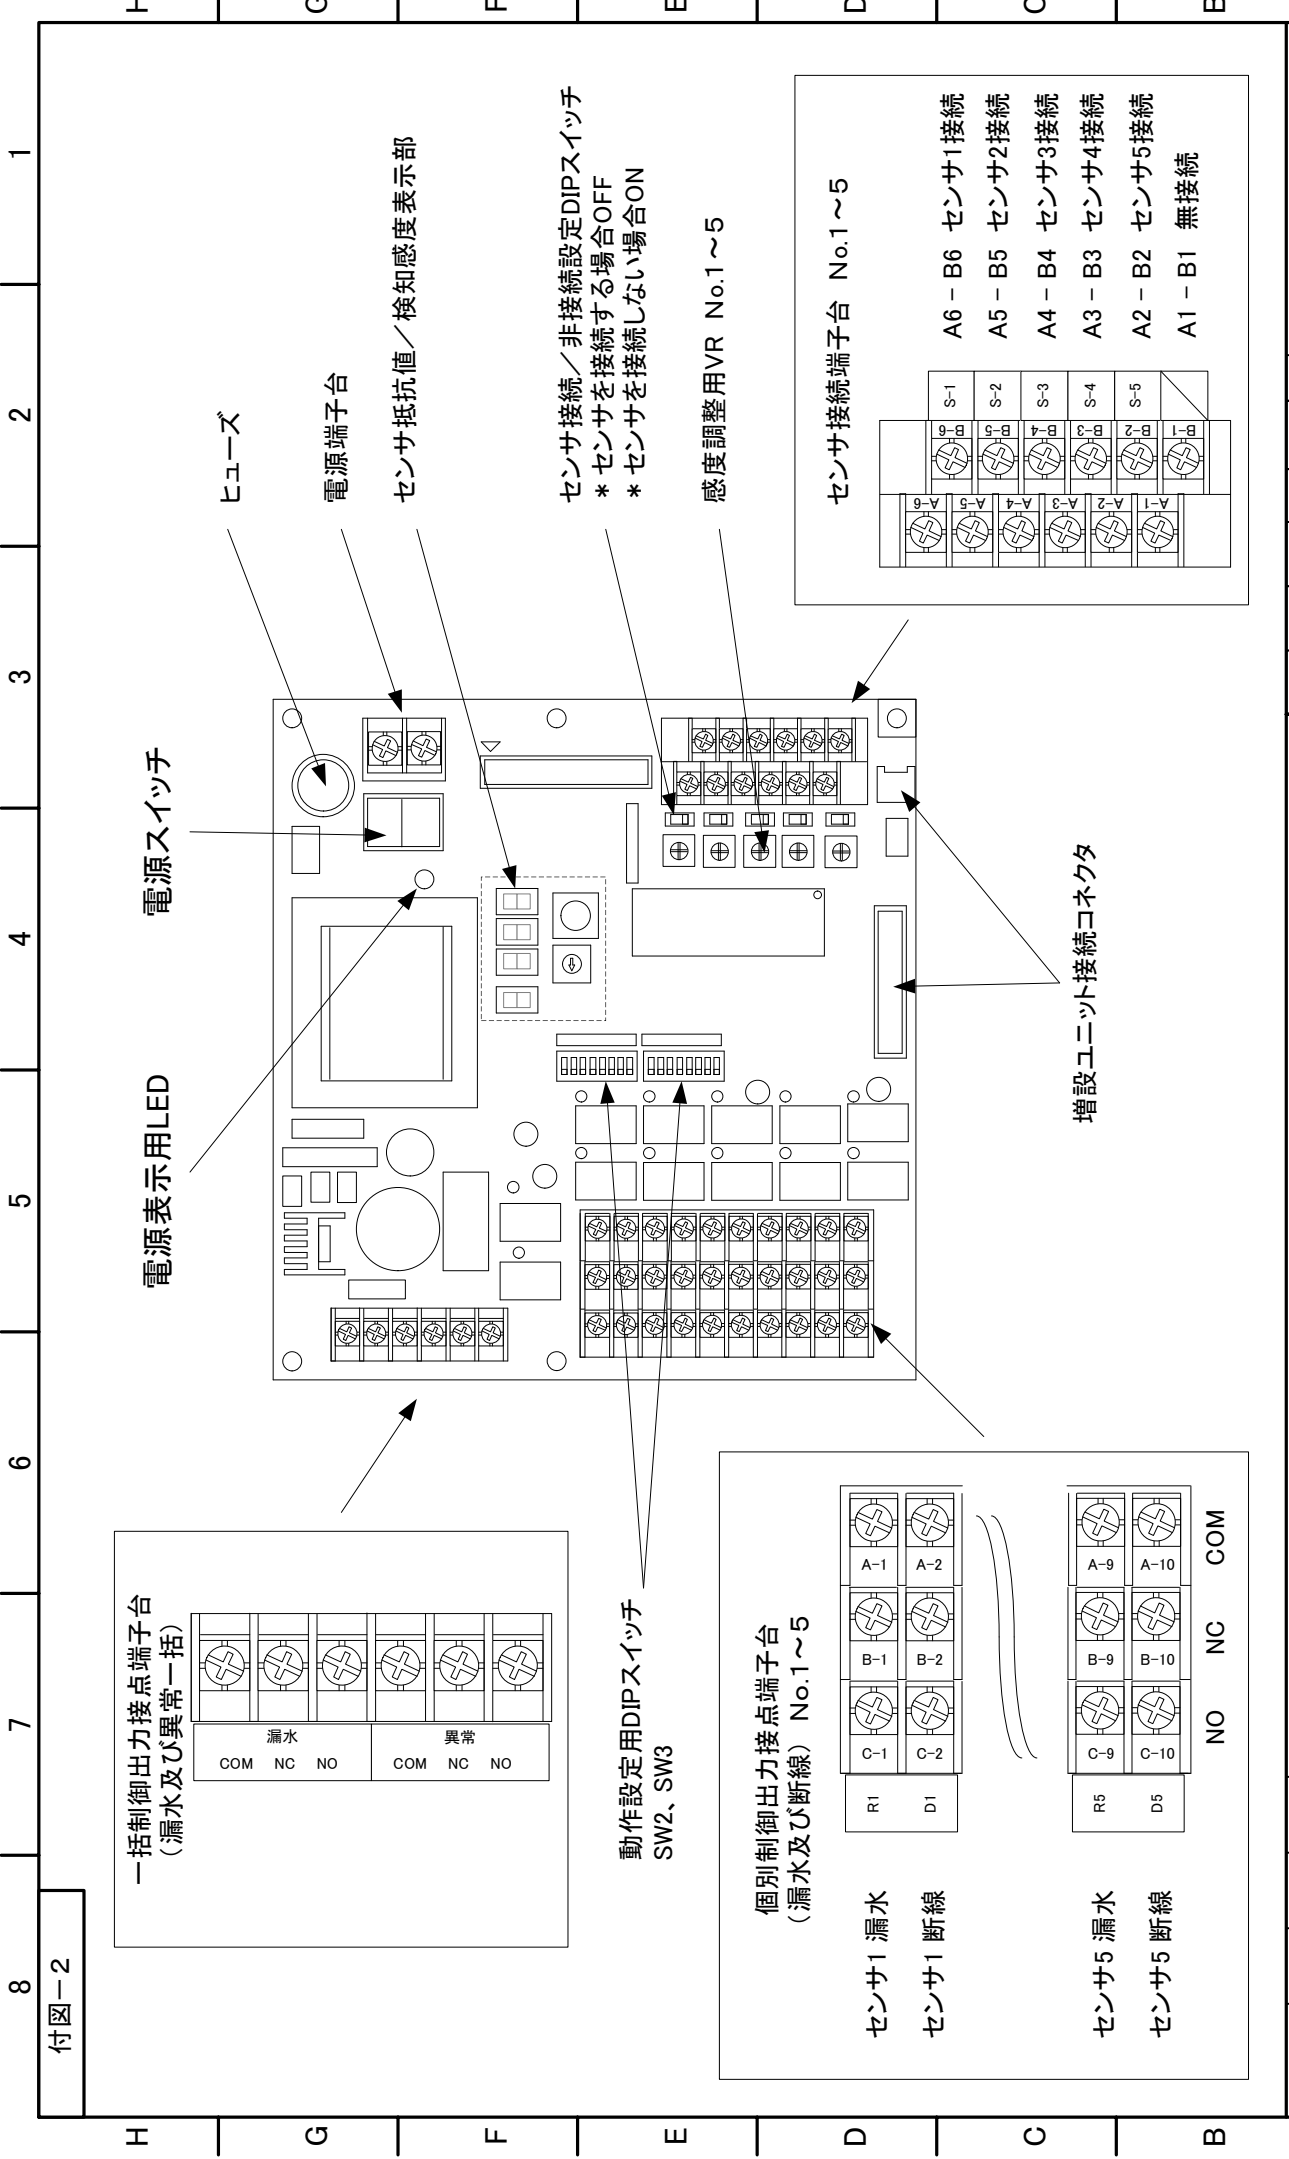 付図－2
8
7
6
5
4
3
2
1
H
G
F
E
D
C
B
H
G
F
E
D
C
B
一括制御出力接点端子台
（漏水及び異常一括）
漏水
COM NC NO
異常
COM NC NO
電源表示用LED
電源スイッチ
ヒューズ
電源端子台
センサ抵抗値／検知感度表示部
センサ接続／非接続設定DIPスイッチ
＊センサを接続する場合OFF
＊センサを接続しない場合ON
感度調整用VR No.1～5
動作設定用DIPスイッチ
SW2、SW3
個別制御出力接点端子台
（漏水及び断線） No.1～5
センサ1 漏水
R1
C-1 B-1 A-1
センサ1 断線
D1
C-2 B-2 A-2
センサ5 漏水
R5
C-9 B-9 A-9
センサ5 断線
D5
C-10 B-10 A-10
NO NC COM
増設ユニット接続コネクタ
センサ接続端子台 No.1～5
A-6
A-5
A-4
A-3
A-2
A-1
B-6
B-5
B-4
B-3
B-2
B-1
S-1
S-2
S-3
S-4
S-5
A6－B6 センサ1接続
A5－B5 センサ2接続
A4－B4 センサ3接続
A3－B3 センサ4接続
A2－B2 センサ5接続
A1－B1 無接続